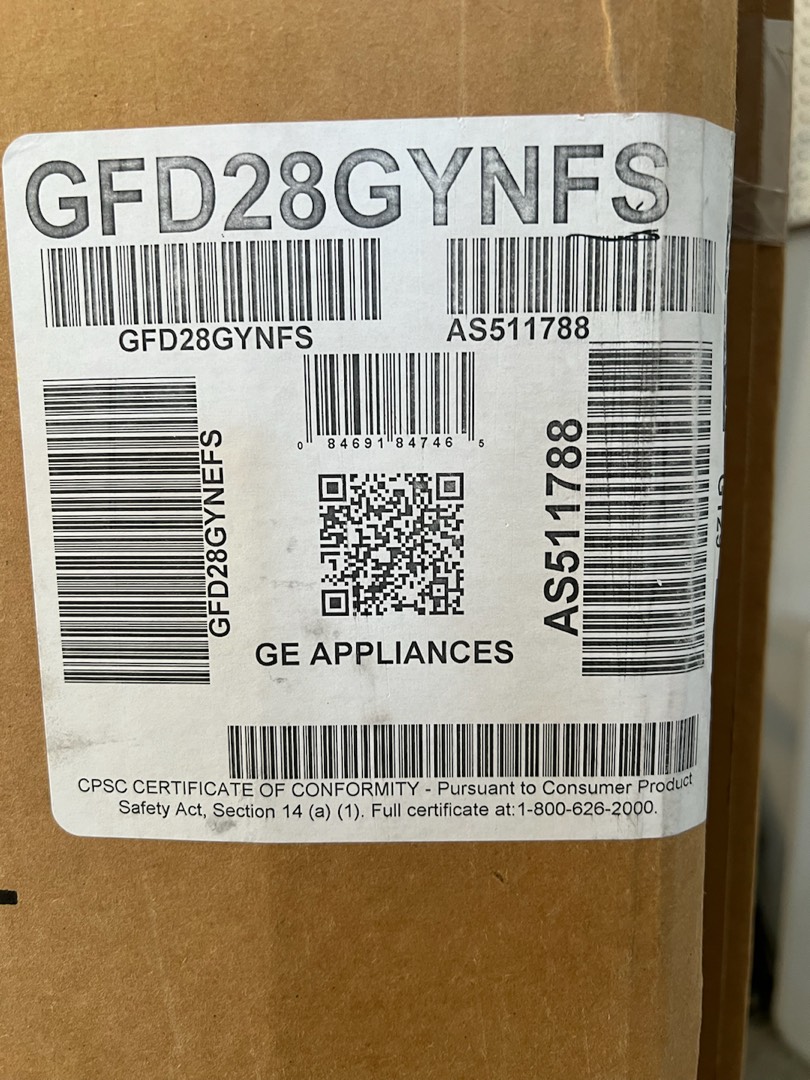 GFD28GYNFS
GFD28GYNFS
AS511788
0 84691 84746 5
GFD28GYNEFS
AS511788
GE APPLIANCES
CPSC CERTIFICATE OF CONFORMITY - Pursuant to Consumer Product
Safety Act, Section 14 (a) (1). Full certificate at:1-800-626-2000.